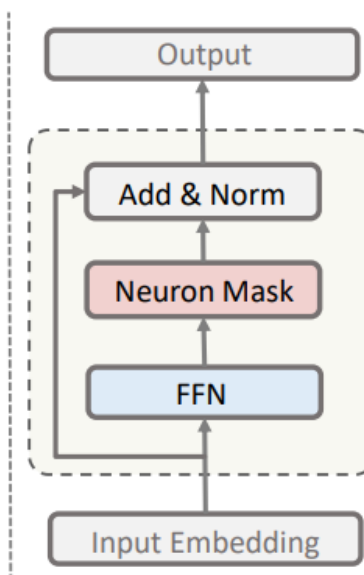 Output
Add & Norm
Neuron Mask
FFN
Input Embedding